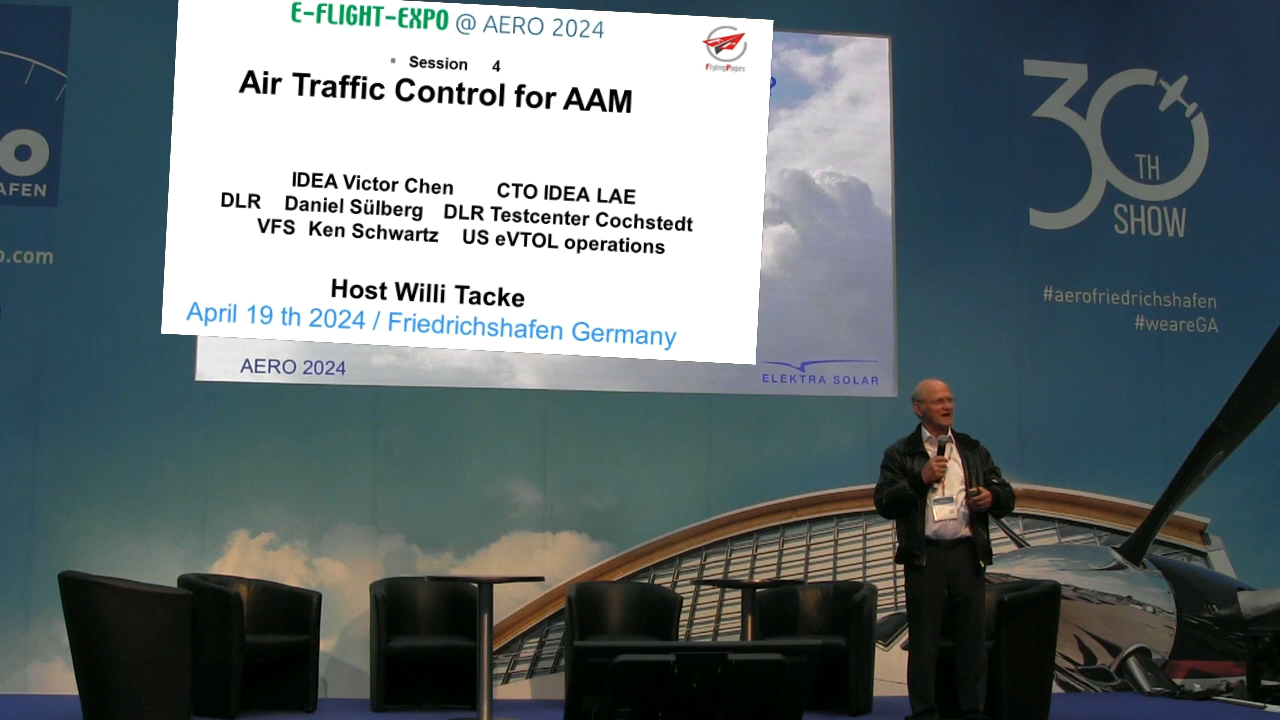 E-FLIGHT-EXPO @ AERO 2024
FlyingPages
Session 4
Air Traffic Control for AAM
IDEA Victor Chen CTO IDEA LAE
DLR Daniel Sülberg DLR Testcenter Cochstedt
VFS Ken Schwartz US eVTOL operations
Host Willi Tacke
April 19 th 2024 / Friedrichshafen Germany
AERO 2024
ELEKTRA SOLAR
30
TH
SHOW
#aerofriedrichshafen
#weareGA
O
AFEN
o.com